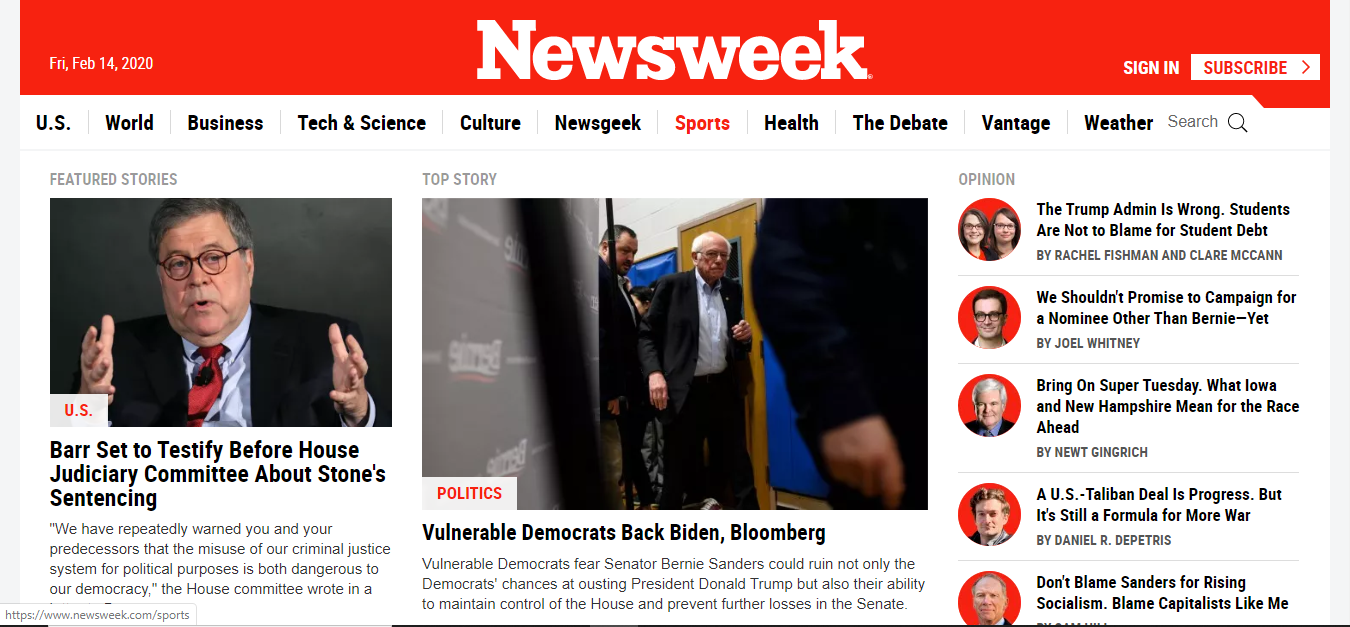 Newsweek
Fri, Feb 14, 2020
SIGN IN
SUBSCRIBE
U.S.
World
Business
Tech & Science
Culture
Newsgeek
Sports
Health
The Debate
Vantage
Weather
Search
FEATURED STORIES
U.S.
Barr Set to Testify Before House
Judiciary Committee About Stone's
Sentencing
"We have repeatedly warned you and your
predecessors that the misuse of our criminal justice
system for political purposes is both dangerous to
our democracy," the House committee wrote in a
TOP STORY
Bernie
Bernie
POLITICS
Vulnerable Democrats Back Biden, Bloomberg
Vulnerable Democrats fear Senator Bernie Sanders could ruin not only the
Democrats' chances at ousting President Donald Trump but also their ability
to maintain control of the House and prevent further losses in the Senate.
OPINION
The Trump Admin Is Wrong. Students
Are Not to Blame for Student Debt
BY RACHEL FISHMAN AND CLARE MCCANN
We Shouldn't Promise to Campaign for
a Nominee Other Than Bernie—Yet
BY JOEL WHITNEY
Bring On Super Tuesday. What Iowa
and New Hampshire Mean for the Race
Ahead
BY NEWT GINGRICH
A U.S.-Taliban Deal Is Progress. But
It's Still a Formula for More War
BY DANIEL R. DEPETRIS
Don't Blame Sanders for Rising
Socialism. Blame Capitalists Like Me
https://www.newsweek.com/sports